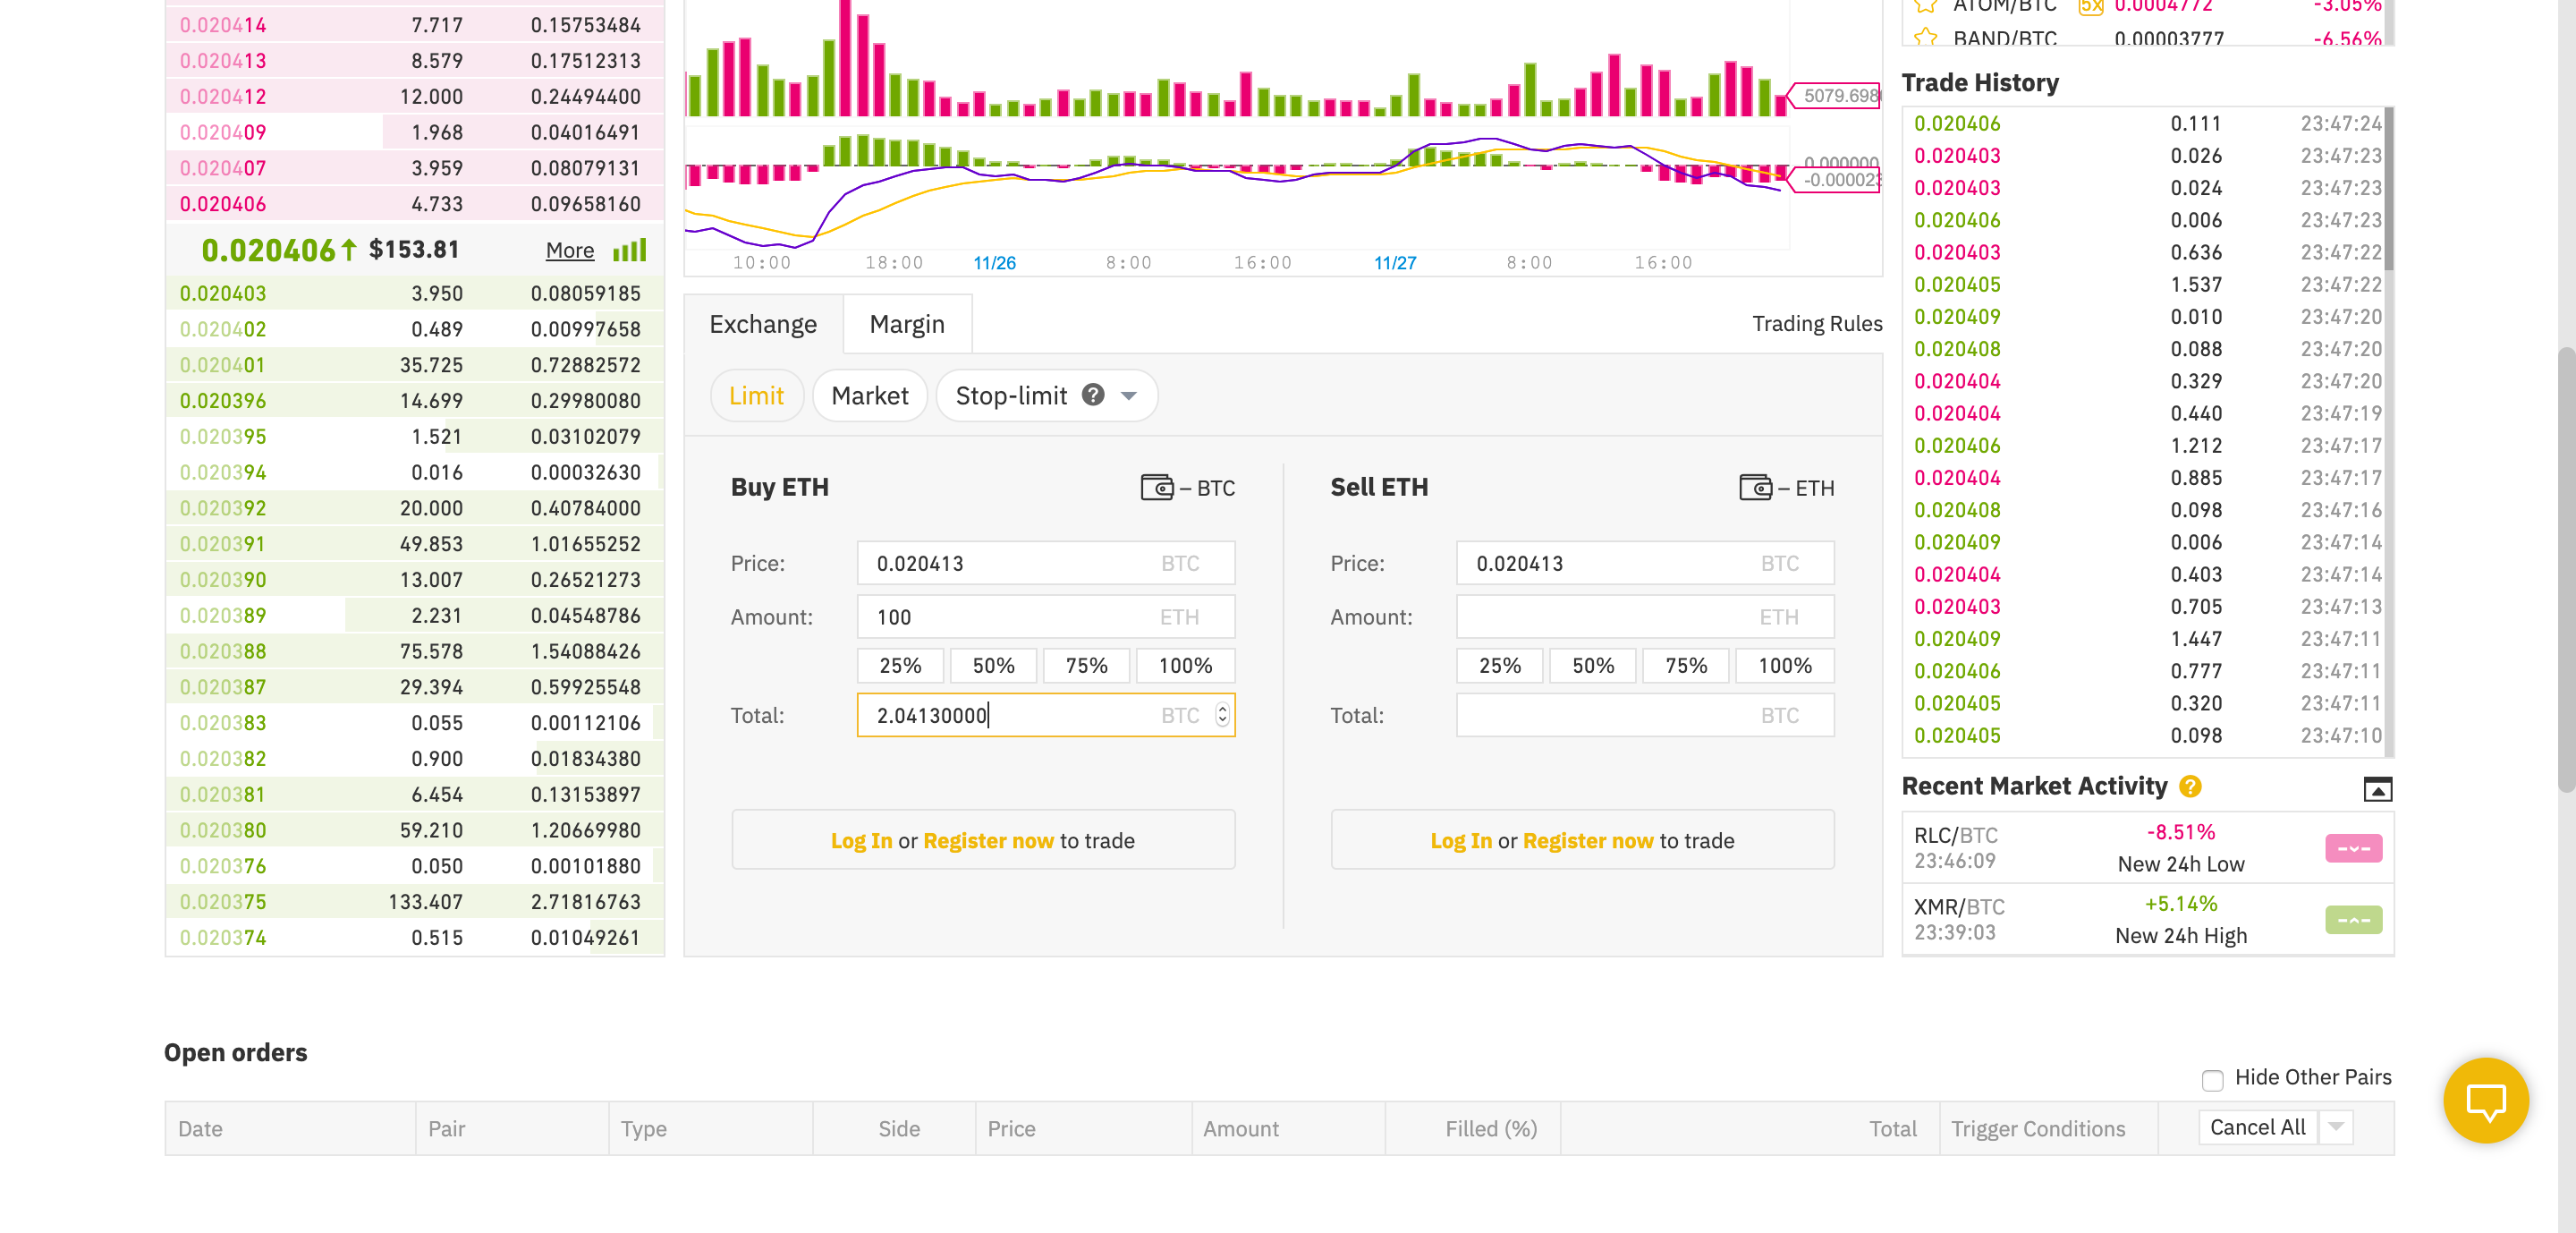 0.020414 7.717 0.15753484
0.020413 8.579 0.17512313
0.020412 12.000 0.24494400
0.020409 1.968 0.04016491
0.020407 3.959 0.08079131
0.020406 4.733 0.09658160
0.020406↑ $153.81 More
0.020403 3.950 0.08059185
0.020402 0.489 0.00997658
0.020401 35.725 0.72882572
0.020396 14.699 0.29980080
0.020395 1.521 0.03102079
0.020394 0.016 0.00032630
0.020392 20.000 0.40784000
0.020391 49.853 1.01655252
0.020390 13.007 0.26521273
0.020389 2.231 0.04548786
0.020388 75.578 1.54088426
0.020387 29.394 0.59925548
0.020383 0.055 0.00112106
0.020382 0.900 0.01834380
0.020381 6.454 0.13153897
0.020380 59.210 1.20669980
0.020376 0.050 0.00101880
0.020375 133.407 2.71816763
0.020374 0.515 0.01049261
5079.698
0.000000
-0.000023
10:00 18:00 11/26 8:00 16:00 11/27 8:00 16:00
Exchange Margin Trading Rules
Limit Market Stop-limit ?
Buy ETH – BTC
Price: 0.020413 BTC
Amount: 100 ETH
25% 50% 75% 100%
Total: 2.04130000 BTC
Log In or Register now to trade
Sell ETH – ETH
Price: 0.020413 BTC
Amount: ETH
25% 50% 75% 100%
Total: BTC
Log In or Register now to trade
ATOM/BTC 5x 0.0004772 -3.05%
BAND/BTC 0.00003777 -6.56%
Trade History
0.020406 0.111 23:47:24
0.020403 0.026 23:47:23
0.020403 0.024 23:47:23
0.020406 0.006 23:47:23
0.020403 0.636 23:47:22
0.020405 1.537 23:47:22
0.020409 0.010 23:47:20
0.020408 0.088 23:47:20
0.020404 0.329 23:47:20
0.020404 0.440 23:47:19
0.020406 1.212 23:47:17
0.020404 0.885 23:47:17
0.020408 0.098 23:47:16
0.020409 0.006 23:47:14
0.020404 0.403 23:47:14
0.020403 0.705 23:47:13
0.020409 1.447 23:47:11
0.020406 0.777 23:47:11
0.020405 0.320 23:47:11
0.020405 0.098 23:47:10
Recent Market Activity ?
RLC/BTC -8.51%
23:46:09 New 24h Low
XMR/BTC +5.14%
23:39:03 New 24h High
Open orders
Hide Other Pairs
Date Pair Type Side Price Amount Filled (%) Total Trigger Conditions Cancel All